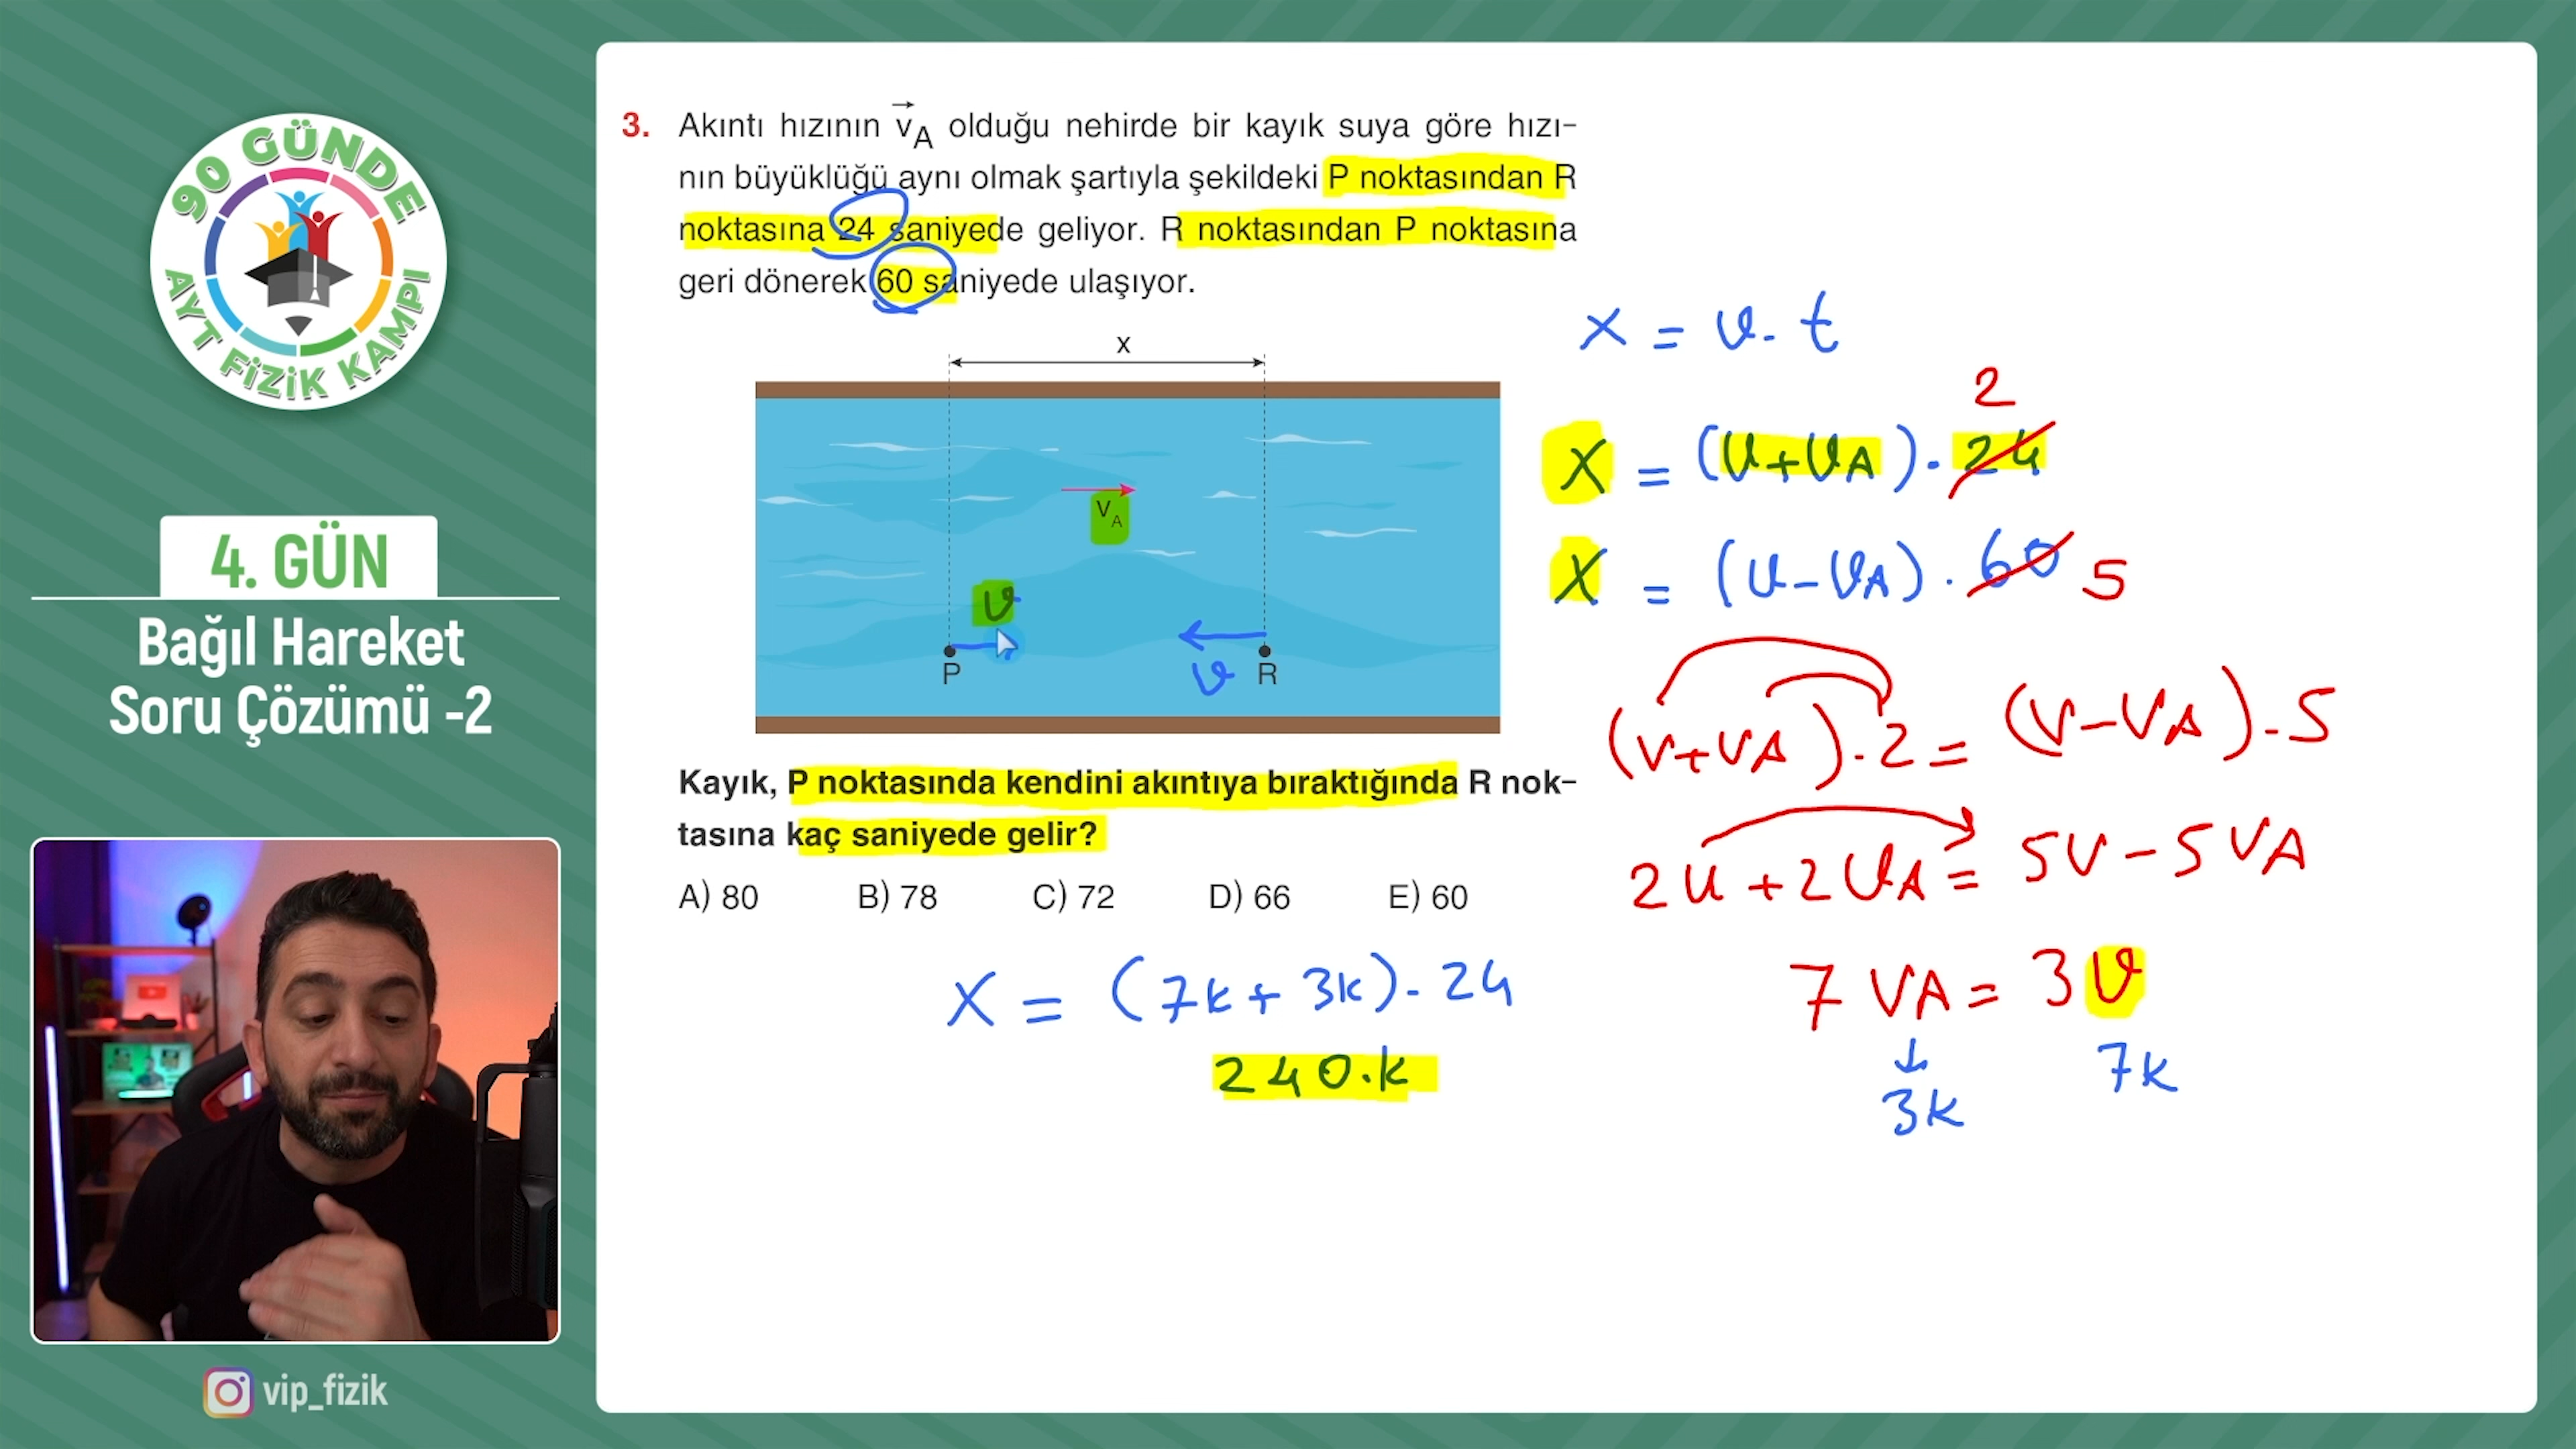 90 GÜNDE
AYT FİZİK KAMPI
4. GÜN
Bağıl Hareket
Soru Çözümü -2
vip_fizik
3. Akıntı hızının v⃗A olduğu nehirde bir kayık suya göre hızı-
nın büyüklüğü aynı olmak şartıyla şekildeki P noktasından R
noktasına 24 saniyede geliyor. R noktasından P noktasına
geri dönerek 60 saniyede ulaşıyor.
x
vA
v
P
v
R
Kayık, P noktasında kendini akıntıya bıraktığında R nok-
tasına kaç saniyede gelir?
A) 80 B) 78 C) 72 D) 66 E) 60
x = (7k + 3k) · 24
240·k
x = v · t
2
x = (v+vA) · 24
x = (v-vA) · 60 5
(v+vA) · 2 = (v-vA) · 5
2v + 2vA = 5v - 5vA
7vA = 3v
↓
3k 7k